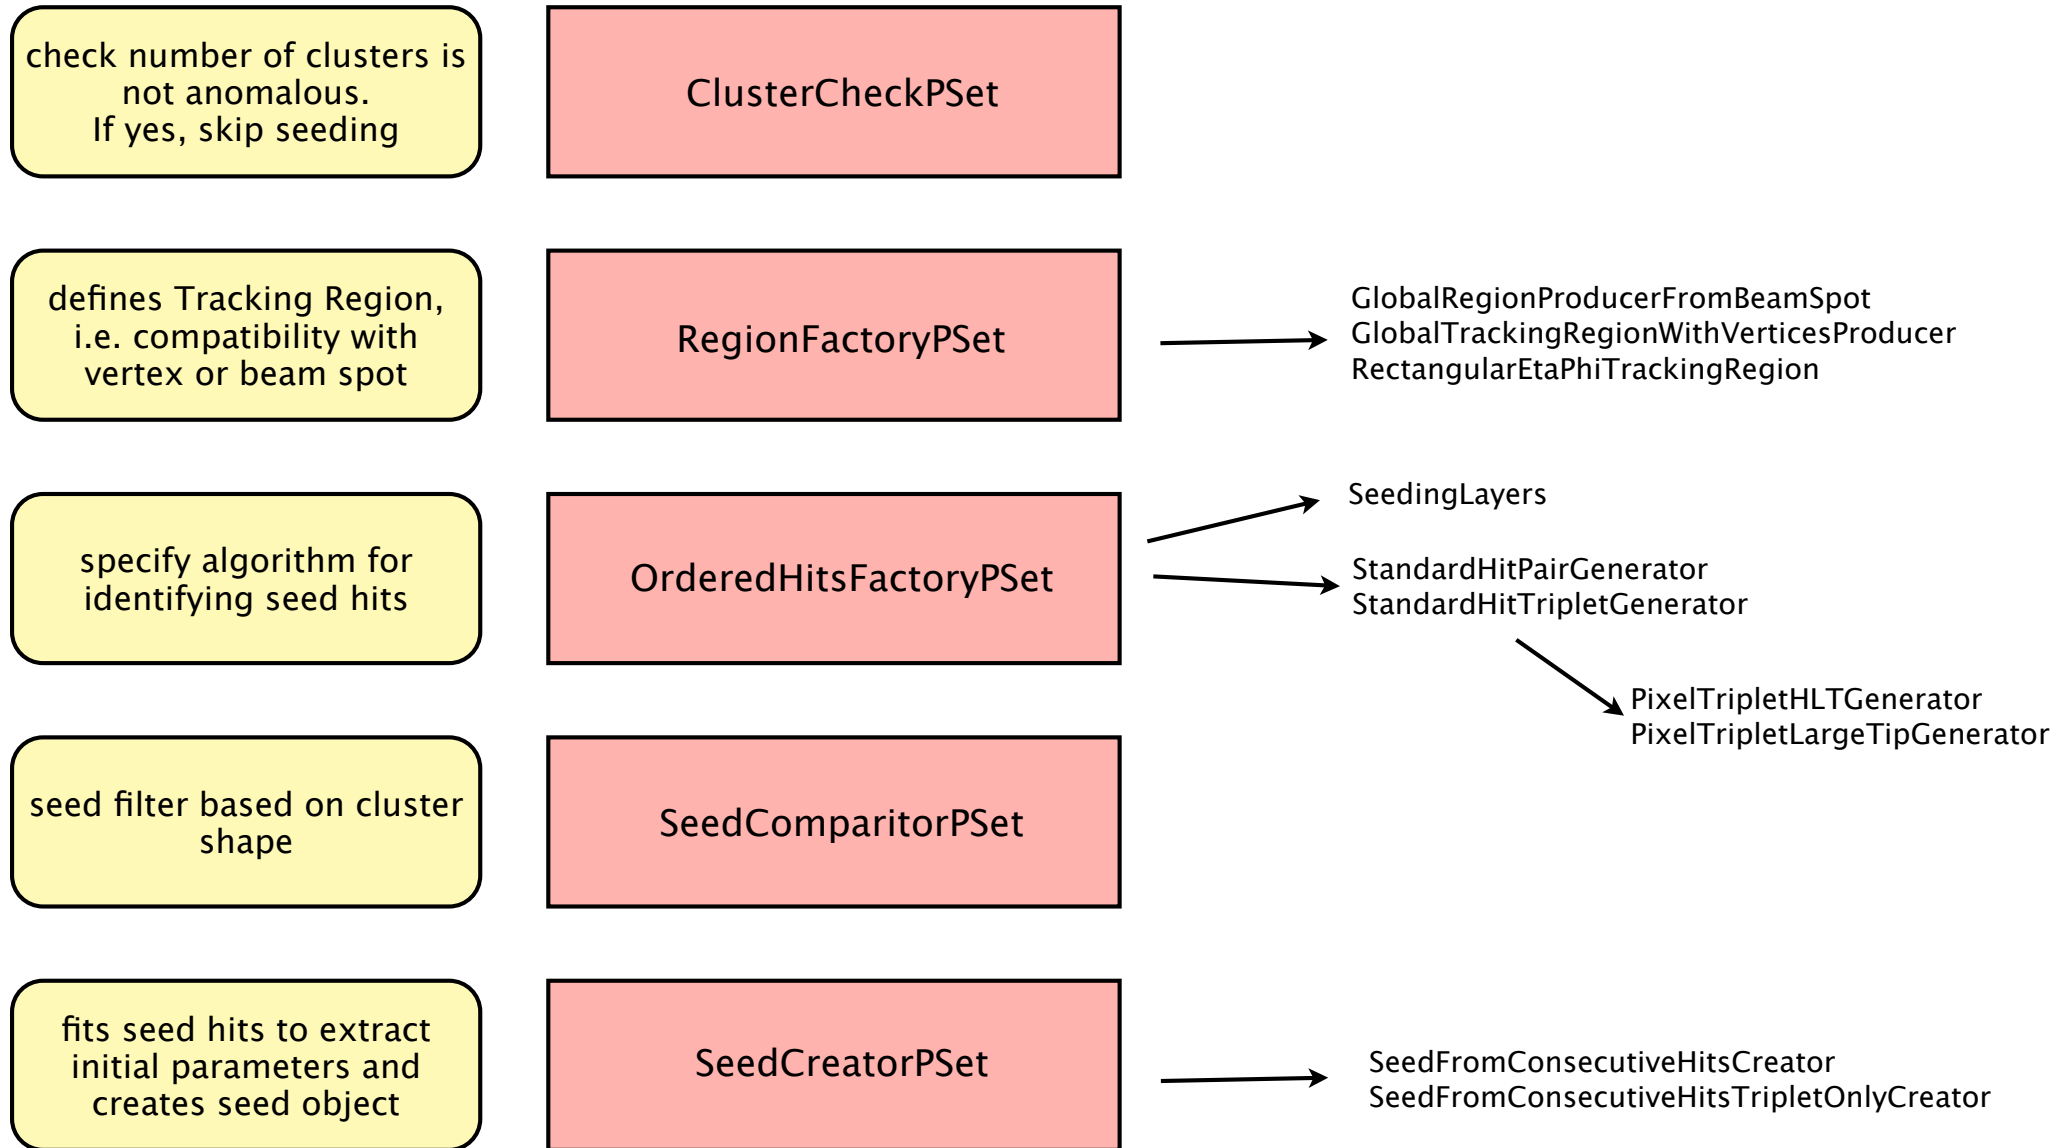 check number of clusters is
not anomalous.
If yes, skip seeding
ClusterCheckPSet
defines Tracking Region,
i.e. compatibility with
vertex or beam spot
RegionFactoryPSet
GlobalRegionProducerFromBeamSpot
GlobalTrackingRegionWithVerticesProducer
RectangularEtaPhiTrackingRegion
specify algorithm for
identifying seed hits
OrderedHitsFactoryPSet
SeedingLayers
StandardHitPairGenerator
StandardHitTripletGenerator
PixelTripletHLTGenerator
PixelTripletLargeTipGenerator
seed filter based on cluster
shape
SeedComparitorPSet
fits seed hits to extract
initial parameters and
creates seed object
SeedCreatorPSet
SeedFromConsecutiveHitsCreator
SeedFromConsecutiveHitsTripletOnlyCreator